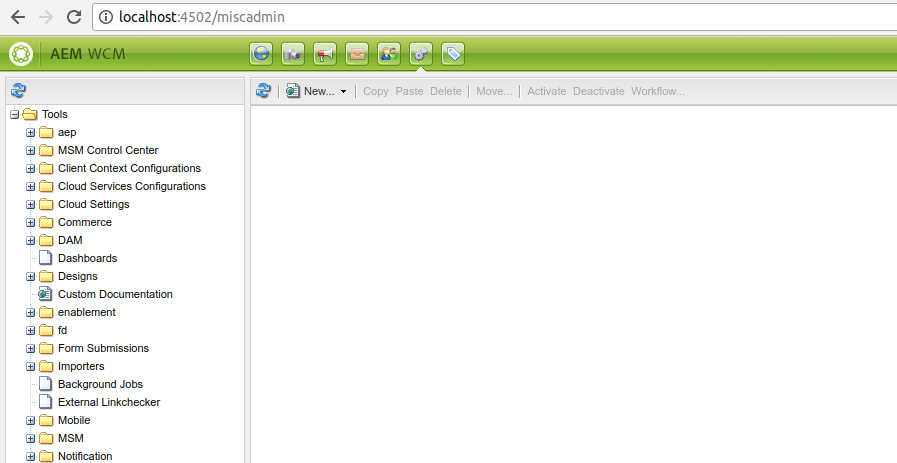 localhost:4502/miscadmin
AEM WCM
New... Copy Paste Delete Move... Activate Deactivate Workflow...
Tools
aep
MSM Control Center
Client Context Configurations
Cloud Services Configurations
Cloud Settings
Commerce
DAM
Dashboards
Designs
Custom Documentation
enablement
fd
Form Submissions
Importers
Background Jobs
External Linkchecker
Mobile
MSM
Notification